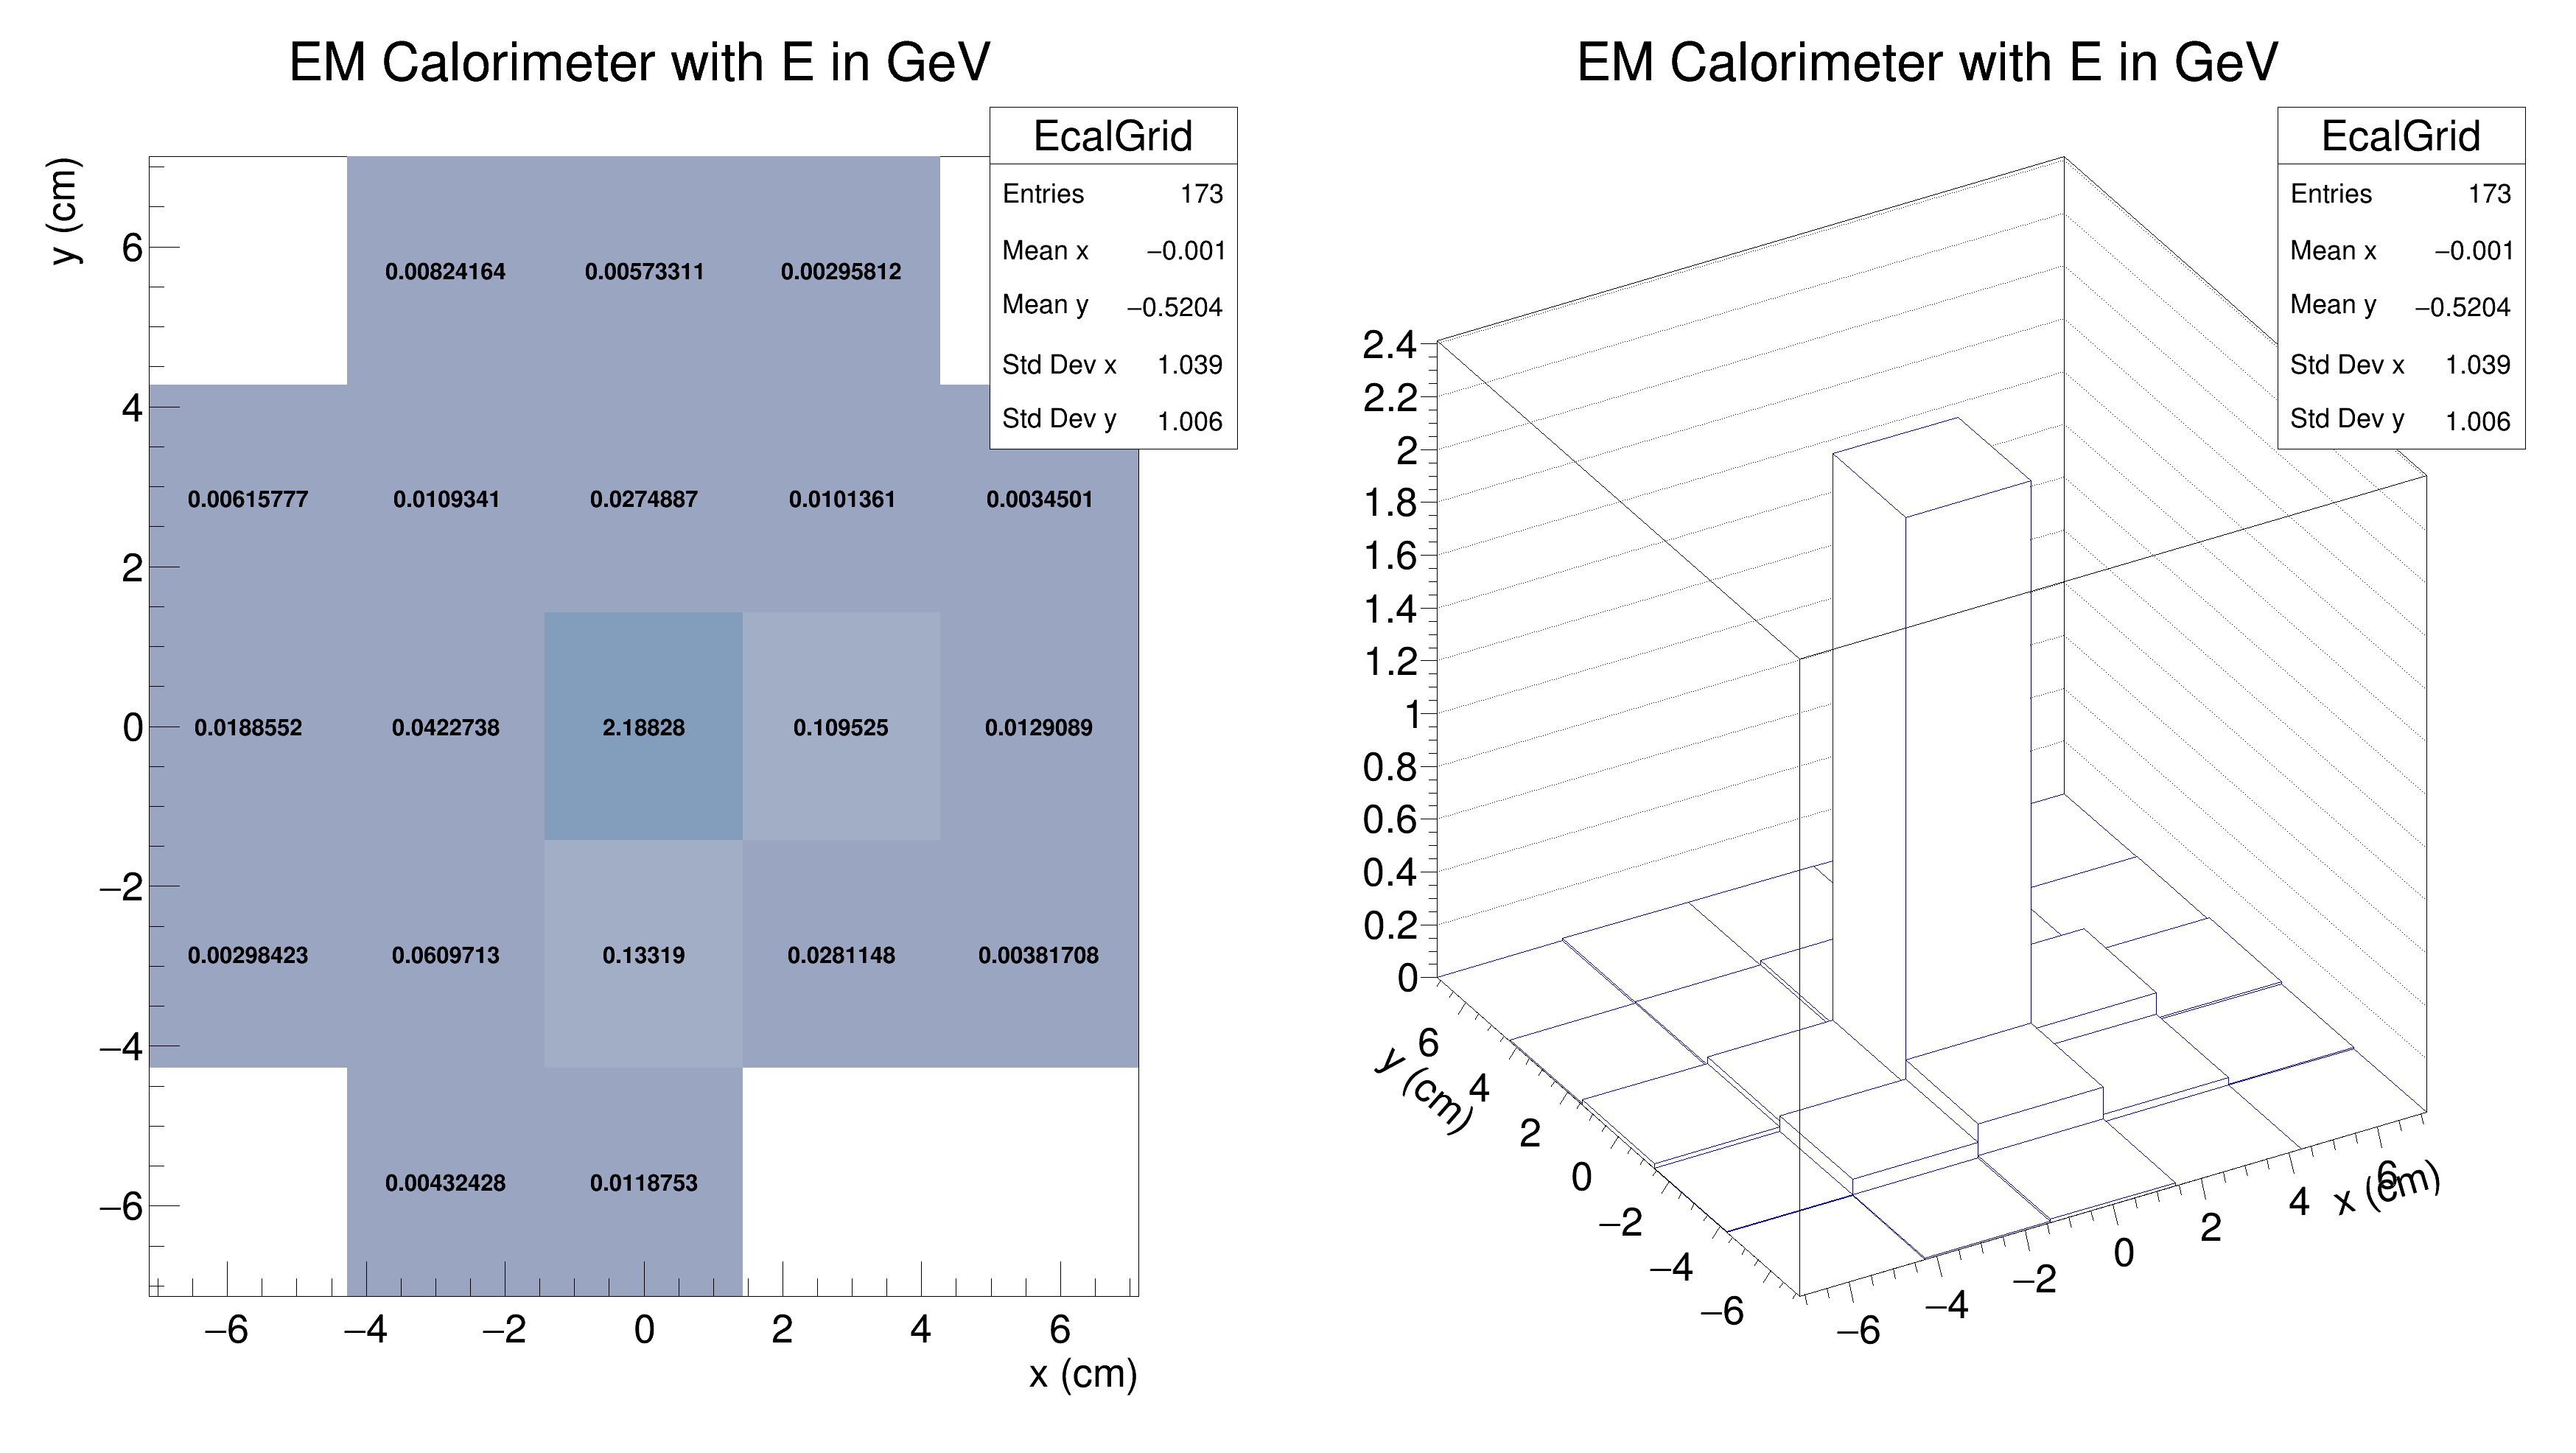 EM Calorimeter with E in GeV
EcalGrid
Entries 173
Mean x −0.001
Mean y −0.5204
Std Dev x 1.039
Std Dev y 1.006
y (cm)
6
4
2
0
−2
−4
−6
0.00824164 0.00573311 0.00295812
0.00615777 0.0109341 0.0274887 0.0101361 0.0034501
0.0188552 0.0422738 2.18828 0.109525 0.0129089
0.00298423 0.0609713 0.13319 0.0281148 0.00381708
0.00432428 0.0118753
−6 −4 −2 0 2 4 6
x (cm)
EM Calorimeter with E in GeV
EcalGrid
Entries 173
Mean x −0.001
Mean y −0.5204
Std Dev x 1.039
Std Dev y 1.006
2.4
2.2
2
1.8
1.6
1.4
1.2
1
0.8
0.6
0.4
0.2
0
y (cm)
6
4
2
0
−2
−4
−6
−6 −4 −2 0 2 4 6
x (cm)